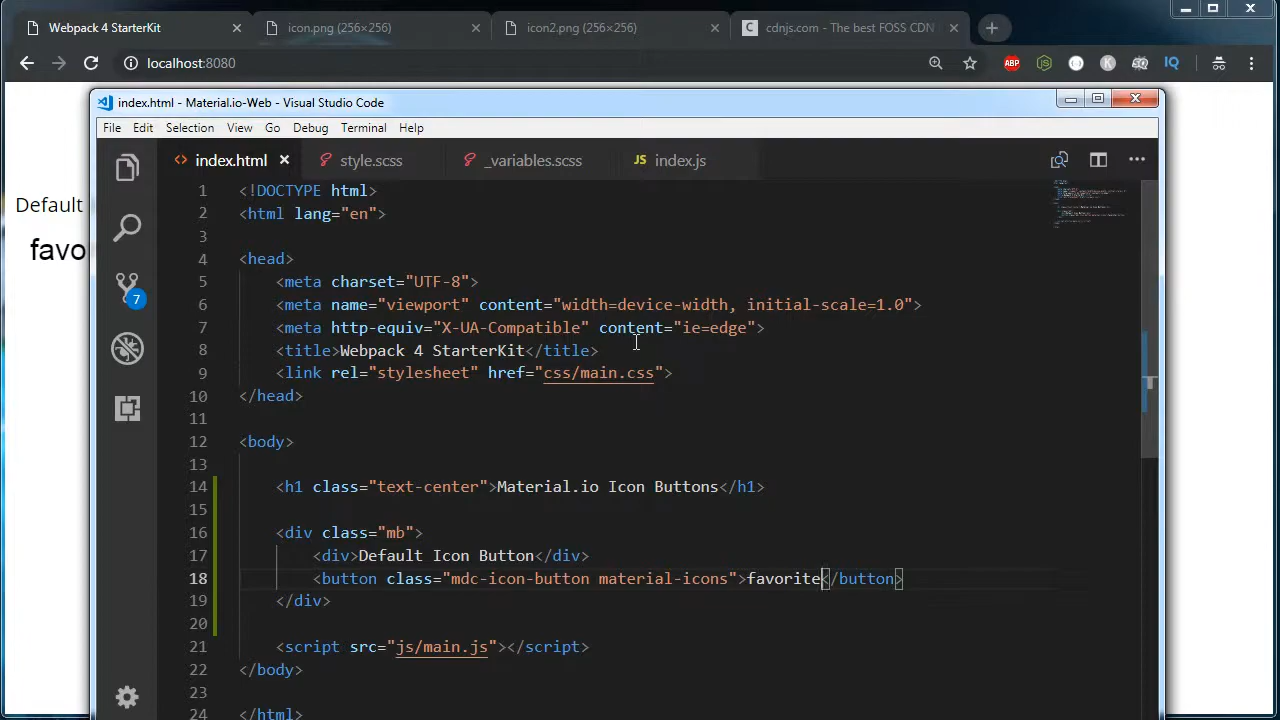 Webpack 4 StarterKit
icon.png (256×256)
icon2.png (256×256)
C cdnjs.com - The best FOSS CDN
localhost:8080
ABP
IQ
Default
favo
index.html - Material.io-Web - Visual Studio Code
File Edit Selection View Go Debug Terminal Help
index.html
style.scss
_variables.scss
JS index.js
7
1 <!DOCTYPE html>
2 <html lang="en">
3
4 <head>
5 <meta charset="UTF-8">
6 <meta name="viewport" content="width=device-width, initial-scale=1.0">
7 <meta http-equiv="X-UA-Compatible" content="ie=edge">
8 <title>Webpack 4 StarterKit</title>
9 <link rel="stylesheet" href="css/main.css">
10 </head>
11
12 <body>
13
14 <h1 class="text-center">Material.io Icon Buttons</h1>
15
16 <div class="mb">
17 <div>Default Icon Button</div>
18 <button class="mdc-icon-button material-icons">favorite</button>
19 </div>
20
21 <script src="js/main.js"></script>
22 </body>
23
24 </html>